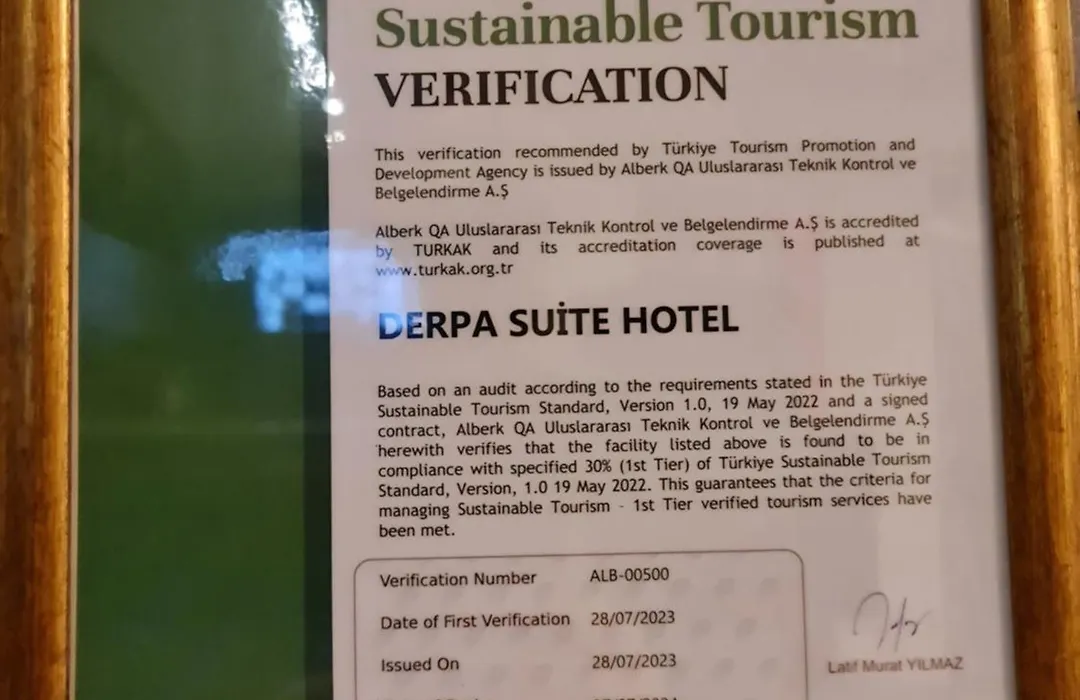 Sustainable Tourism
VERIFICATION
This verification recommended by Türkiye Tourism Promotion and
Development Agency is issued by Alberk QA Uluslararası Teknik Kontrol ve
Belgelendirme A.Ş
Alberk QA Uluslararası Teknik Kontrol ve Belgelendirme A.Ş is accredited
by TURKAK and its accreditation coverage is published at
www.turkak.org.tr
DERPA SUİTE HOTEL
Based on an audit according to the requirements stated in the Türkiye
Sustainable Tourism Standard, Version 1.0, 19 May 2022 and a signed
contract, Alberk QA Uluslararası Teknik Kontrol ve Belgelendirme A.Ş
herewith verifies that the facility listed above is found to be in
compliance with specified 30% (1st Tier) of Türkiye Sustainable Tourism
Standard, Version, 1.0 19 May 2022. This guarantees that the criteria for
managing Sustainable Tourism - 1st Tier verified tourism services have
been met.
Verification Number ALB-00500
Date of First Verification 28/07/2023
Issued On 28/07/2023
Latif Murat YILMAZ